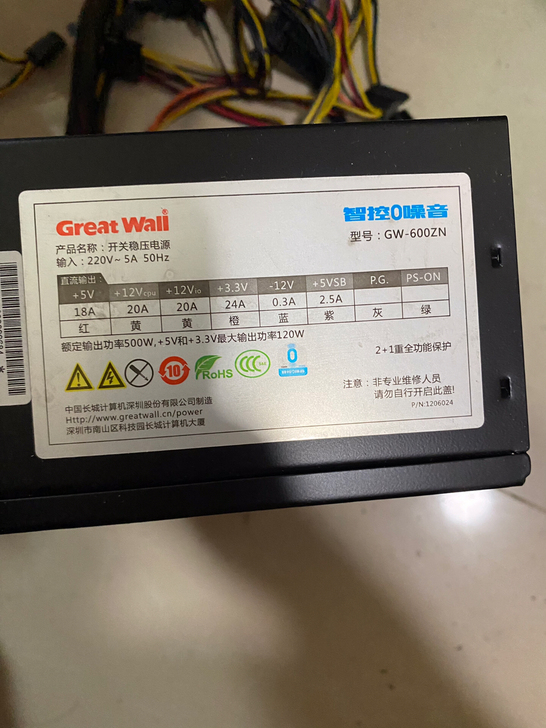 Great Wall®
智控0噪音
产品名称：开关稳压电源
型号：GW-600ZN
输入：220V~ 5A 50Hz
直流输出：
+5V +12Vcpu +12Vio +3.3V -12V +5VSB P.G. PS-ON
18A 20A 20A 24A 0.3A 2.5A
红 黄 黄 橙 蓝 紫 灰 绿
额定输出功率500W,+5V和+3.3V最大输出功率120W
2+1重全功能保护
10
RoHS
CCC
0
注意：非专业维修人员
请勿自行开启此盖!
P/N:1206024
中国长城计算机深圳股份有限公司制造
Http://www.greatwall.cn/power
深圳市南山区科技园长城计算机大厦